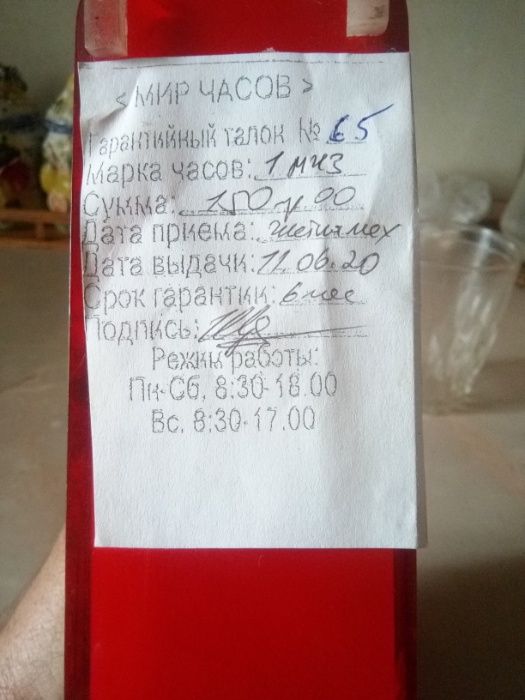 < МИР ЧАСОВ >
Гарантийный талон № 65
Марка часов: 1 МЧЗ
Сумма: 150 р 00
Дата приема:
Дата выдачи: 11.06.20
Срок гарантии: 6 мес
Подпись:
Режим работы:
Пн-Сб, 8:30-18.00
Вс, 8:30-17.00